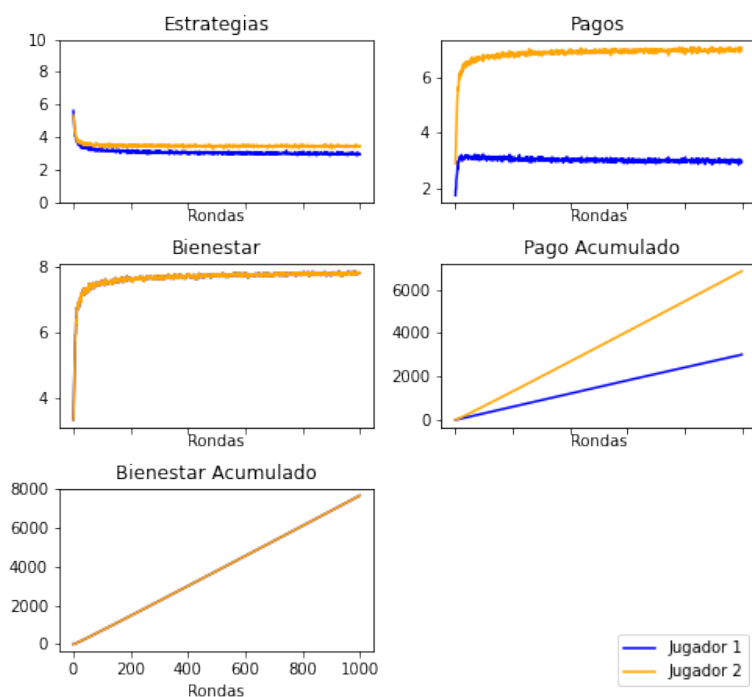 Estrategias
10
8
6
4
2
0
Rondas
Pagos
6
4
2
Rondas
Bienestar
8
6
4
Rondas
Pago Acumulado
6000
4000
2000
0
Rondas
Bienestar Acumulado
8000
6000
4000
2000
0
0 200 400 600 800 1000
Rondas
Jugador 1
Jugador 2